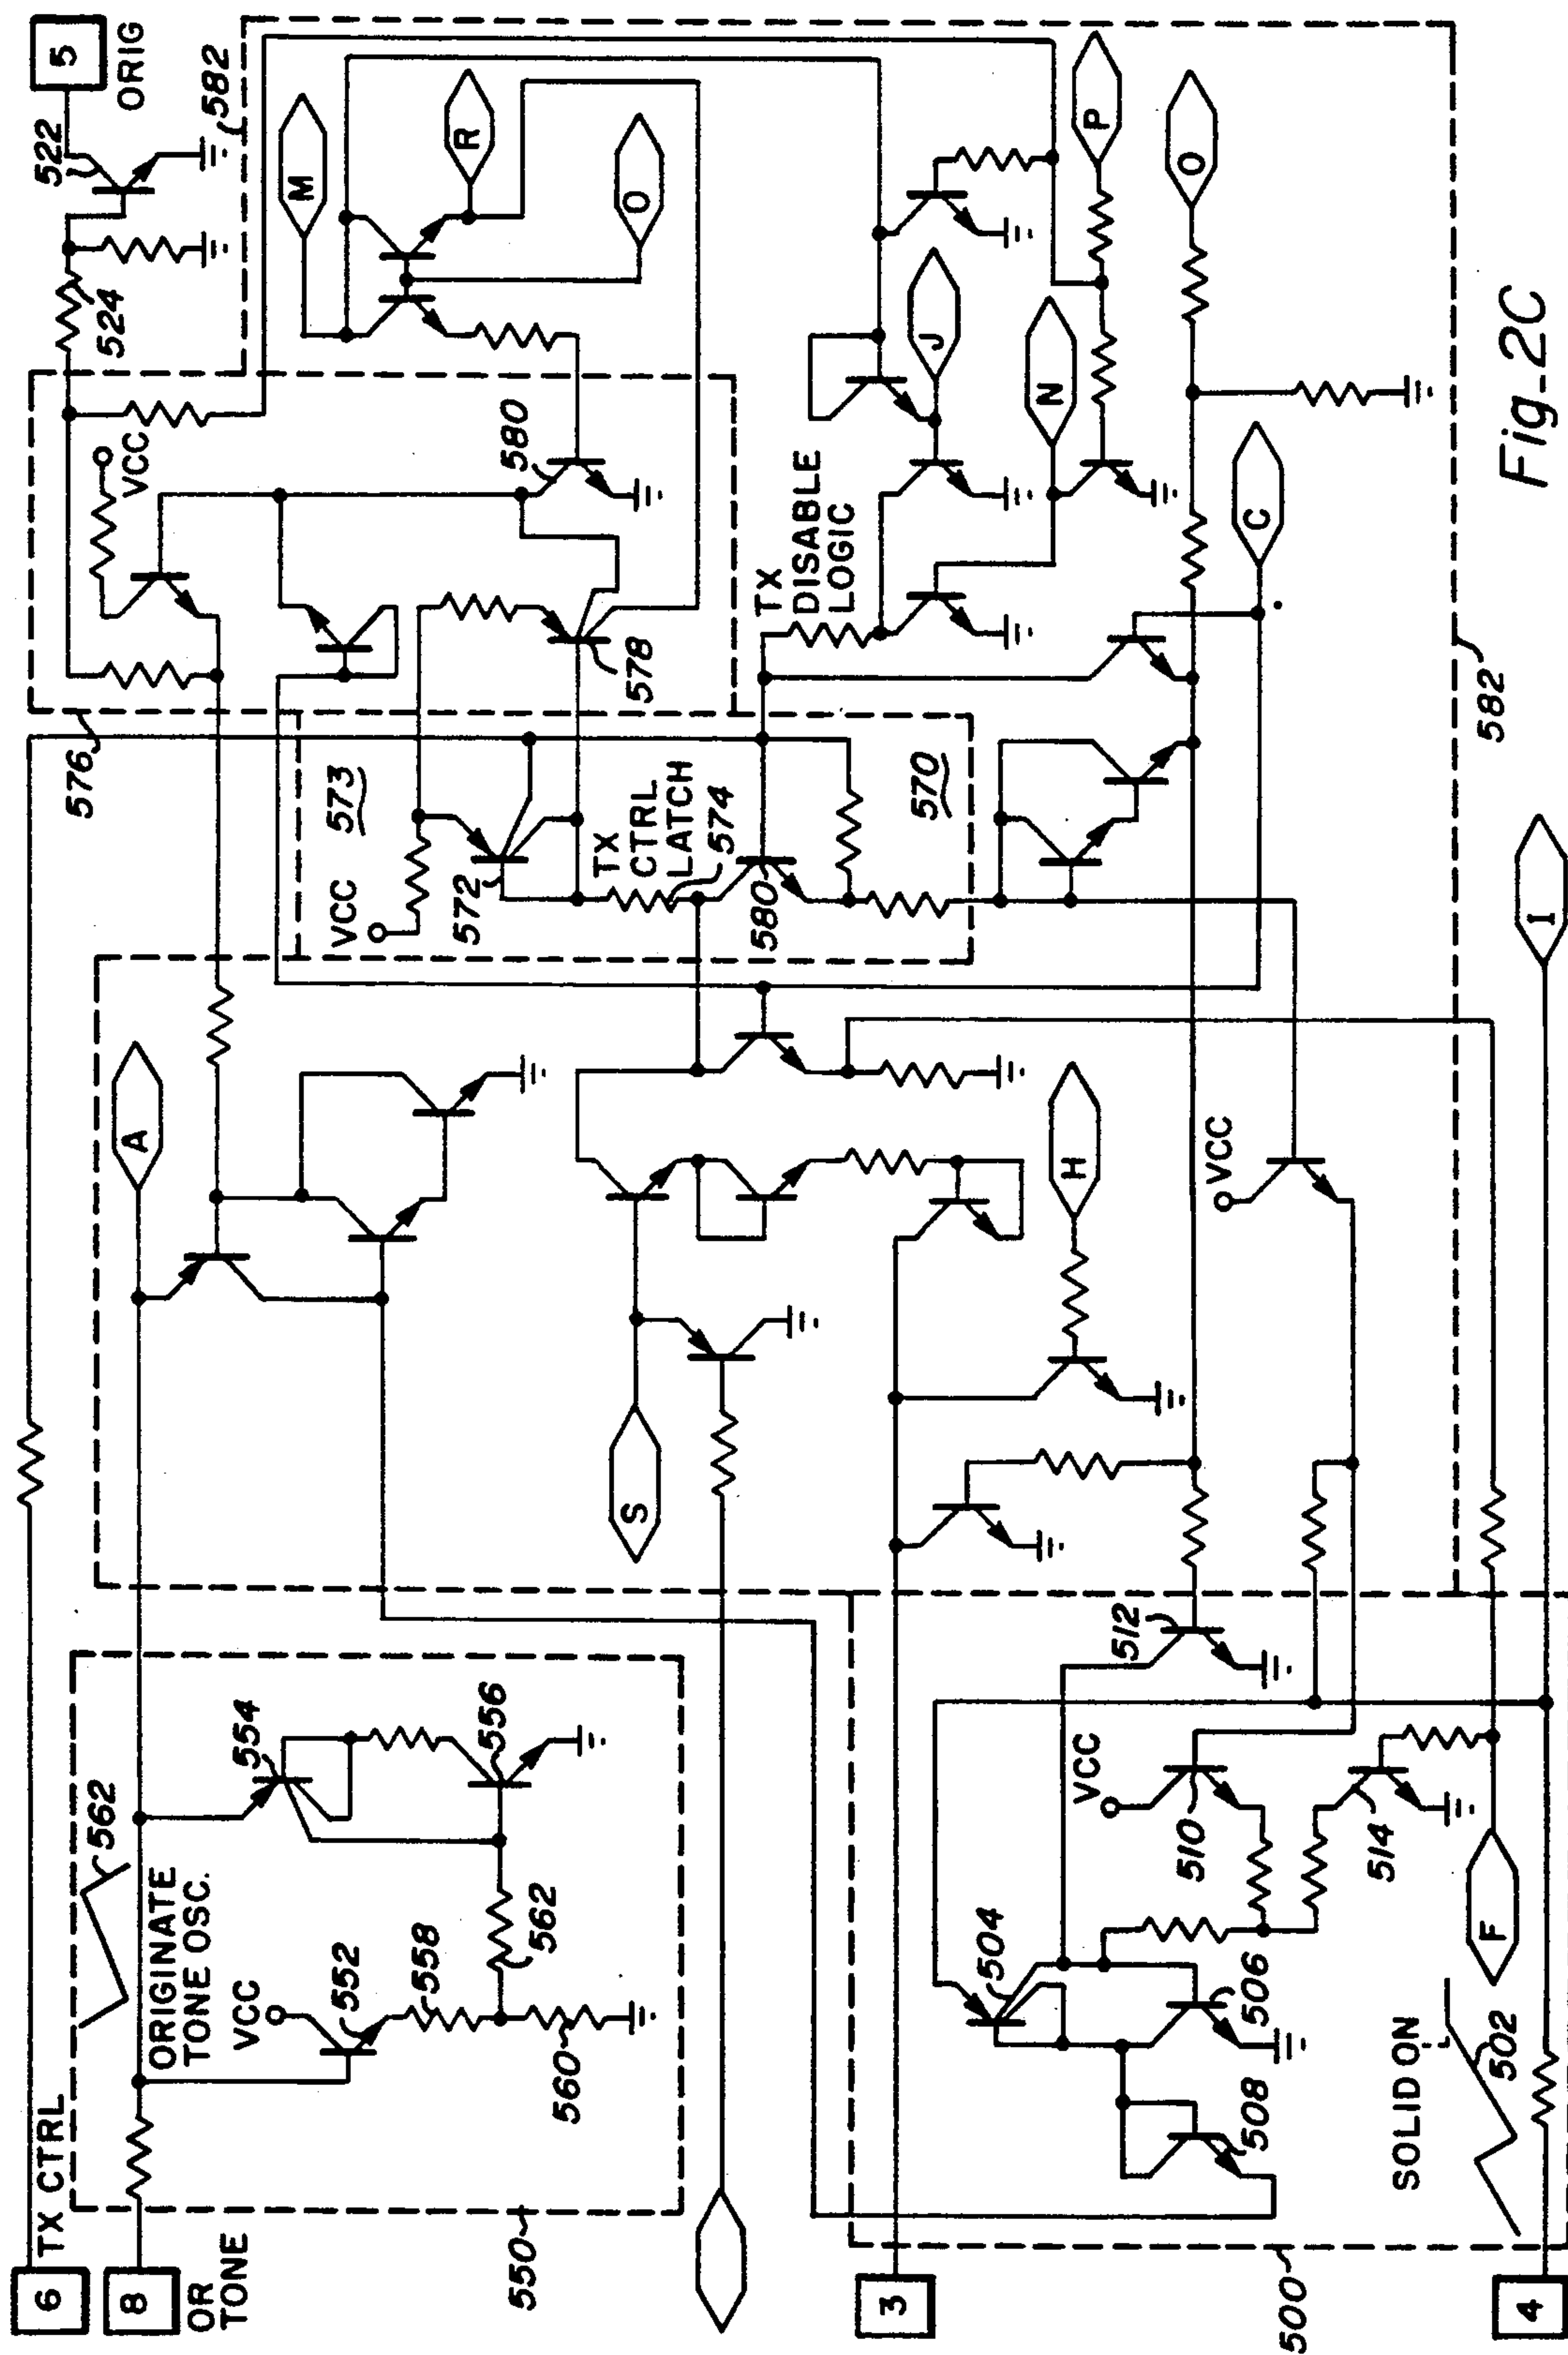 6
TX CTRL
576
5
ORIG
522
8
OR
TONE
562
A
VCC
524
582
ORIGINATE
TONE OSC.
VCC
554
M
552
558
573
VCC
R
550
560
562
556
572
580
S
TX
CTRL
LATCH
574
578
O
580
TX
DISABLE
LOGIC
3
570
J
504
H
N
P
VCC
512
510
506
508
VCC
O
500
514
C
SOLID ON
502
F
582
4
I
Fig_2C